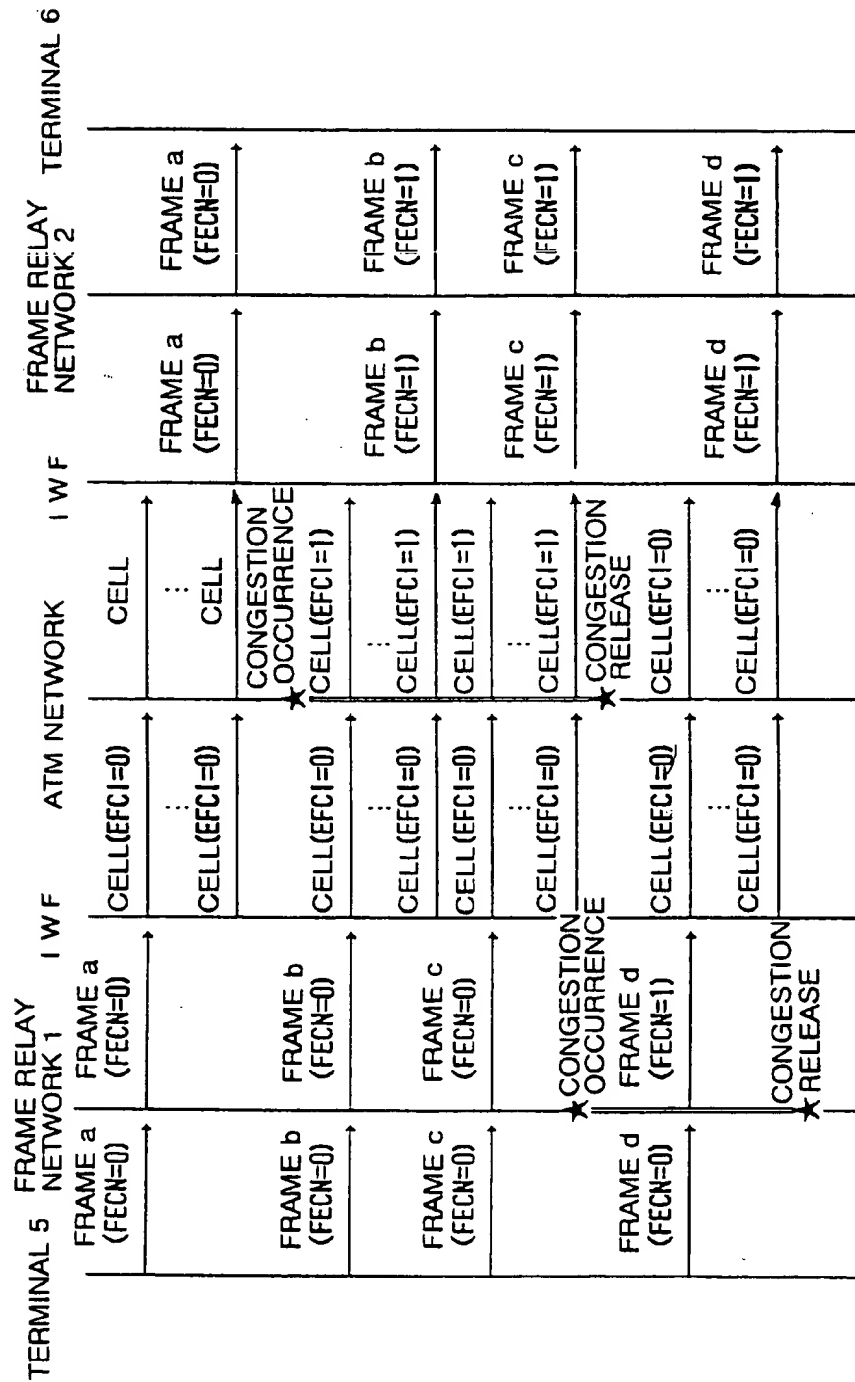 TERMINAL 5
FRAME RELAY
NETWORK 1
I W F
ATM NETWORK
I W F
FRAME RELAY
NETWORK 2
TERMINAL 6
FRAME a
(FECN=0)
FRAME a
(FECN=0)
CELL(EFCI=0)
⋮
CELL(EFCI=0)
CELL
⋮
CELL
FRAME a
(FECN=0)
FRAME a
(FECN=0)
CONGESTION
OCCURRENCE
FRAME b
(FECN=0)
FRAME b
(FECN=0)
CELL(EFCI=0)
⋮
CELL(EFCI=0)
CELL(EFCI=1)
⋮
CELL(EFCI=1)
FRAME b
(FECN=1)
FRAME b
(FECN=1)
FRAME c
(FECN=0)
FRAME c
(FECN=0)
CELL(EFCI=0)
⋮
CELL(EFCI=0)
CELL(EFCI=1)
⋮
CELL(EFCI=1)
FRAME c
(FECN=1)
FRAME c
(FECN=1)
CONGESTION
OCCURRENCE
CONGESTION
RELEASE
FRAME d
(FECN=0)
FRAME d
(FECN=1)
CELL(EFCI=0)
⋮
CELL(EFCI=0)
CELL(EFCI=0)
⋮
CELL(EFCI=0)
FRAME d
(FECN=1)
FRAME d
(FECN=1)
CONGESTION
RELEASE